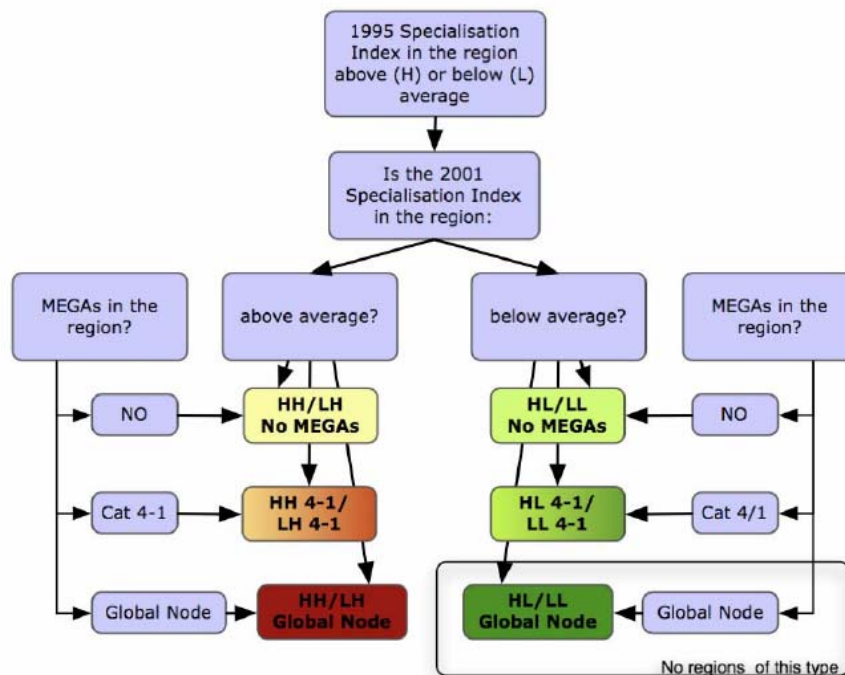 1995 Specialisation
Index in the region
above (H) or below (L)
average
Is the 2001
Specialisation Index
in the region:
MEGAs in the
region?
above average?
below average?
MEGAs in the
region?
NO
HH/LH
No MEGAs
HL/LL
No MEGAs
NO
Cat 4-1
HH 4-1/
LH 4-1
HL 4-1/
LL 4-1
Cat 4/1
Global Node
HH/LH
Global Node
HL/LL
Global Node
Global Node
No regions of this type